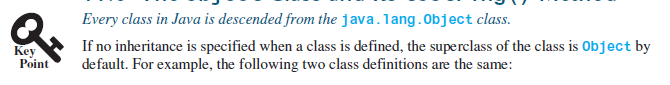 Every class in Java is descended from the java.lang.Object class.
Key
Point
If no inheritance is specified when a class is defined, the superclass of the class is Object by
default. For example, the following two class definitions are the same: